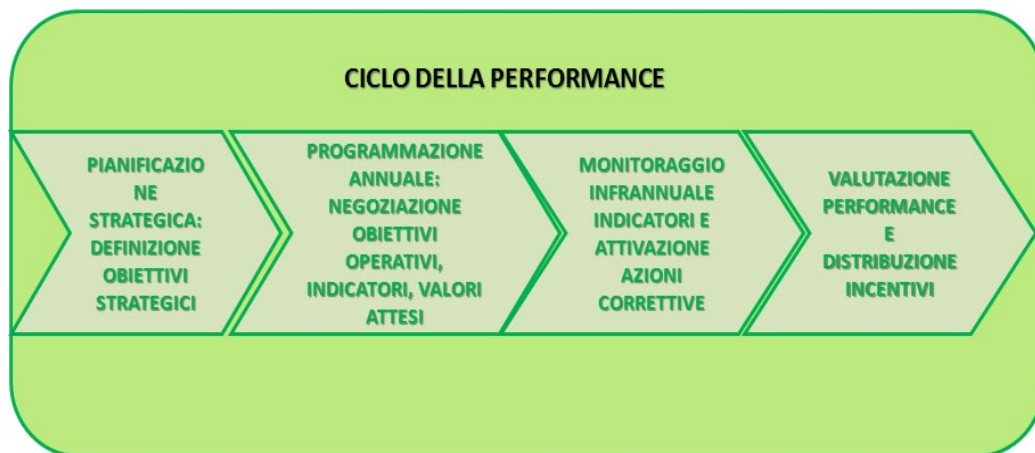 CICLO DELLA PERFORMANCE
PIANIFICAZIO
NE
STRATEGICA:
DEFINIZIONE
OBIETTIVI
STRATEGICI
PROGRAMMAZIONE
ANNUALE:
NEGOZIAZIONE
OBIETTIVI
OPERATIVI,
INDICATORI, VALORI
ATTESI
MONITORAGGIO
INFRANNUALE
INDICATORI E
ATTIVAZIONE
AZIONI
CORRETTIVE
VALUTAZIONE
PERFORMANCE
E
DISTRIBUZIONE
INCENTIVI